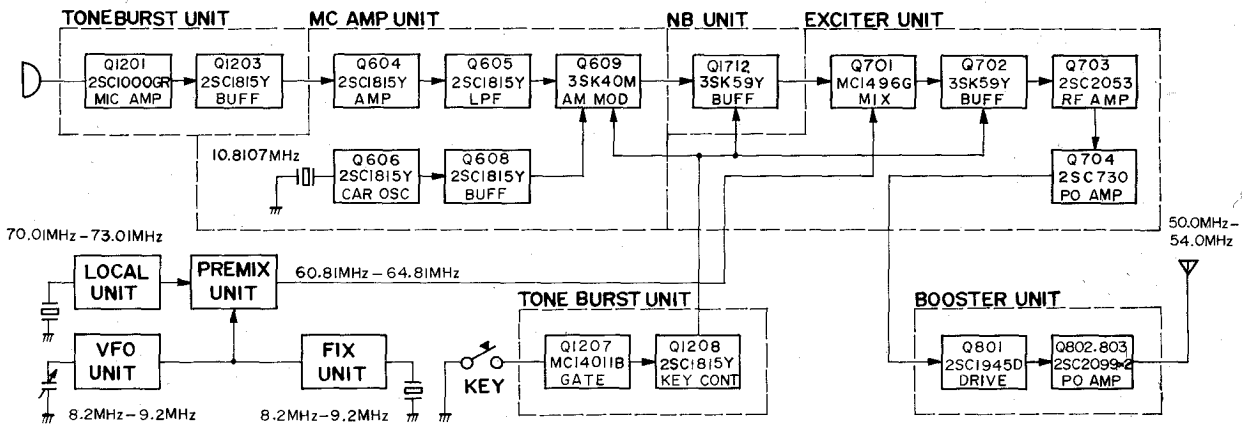 TONEBURST UNIT
MC AMP UNIT
NB UNIT
EXCITER UNIT
Q1201
2SC1000GR
MIC AMP
Q1203
2SC1815Y
BUFF
Q604
2SC1815Y
AMP
Q605
2SC1815Y
LPF
Q609
3SK40M
AM MOD
Q1712
3SK59Y
BUFF
Q701
MC1496G
MIX
Q702
3SK59Y
BUFF
Q703
2SC2053
RF AMP
10.8107MHz
Q606
2SC1815Y
CAR OSC
Q608
2SC1815Y
BUFF
Q704
2SC730
PO AMP
70.01MHz-73.01MHz
50.0MHz-
54.0MHz
LOCAL
UNIT
PREMIX
UNIT
60.81MHz-64.81MHz
TONE BURST UNIT
BOOSTER UNIT
VFO
UNIT
FIX
UNIT
KEY
Q1207
MC14011B
GATE
Q1208
2SC1815Y
KEY CONT
Q801
2SC1945D
DRIVE
Q802.803
2SC2099×2
PO AMP
8.2MHz-9.2MHz
8.2MHz-9.2MHz